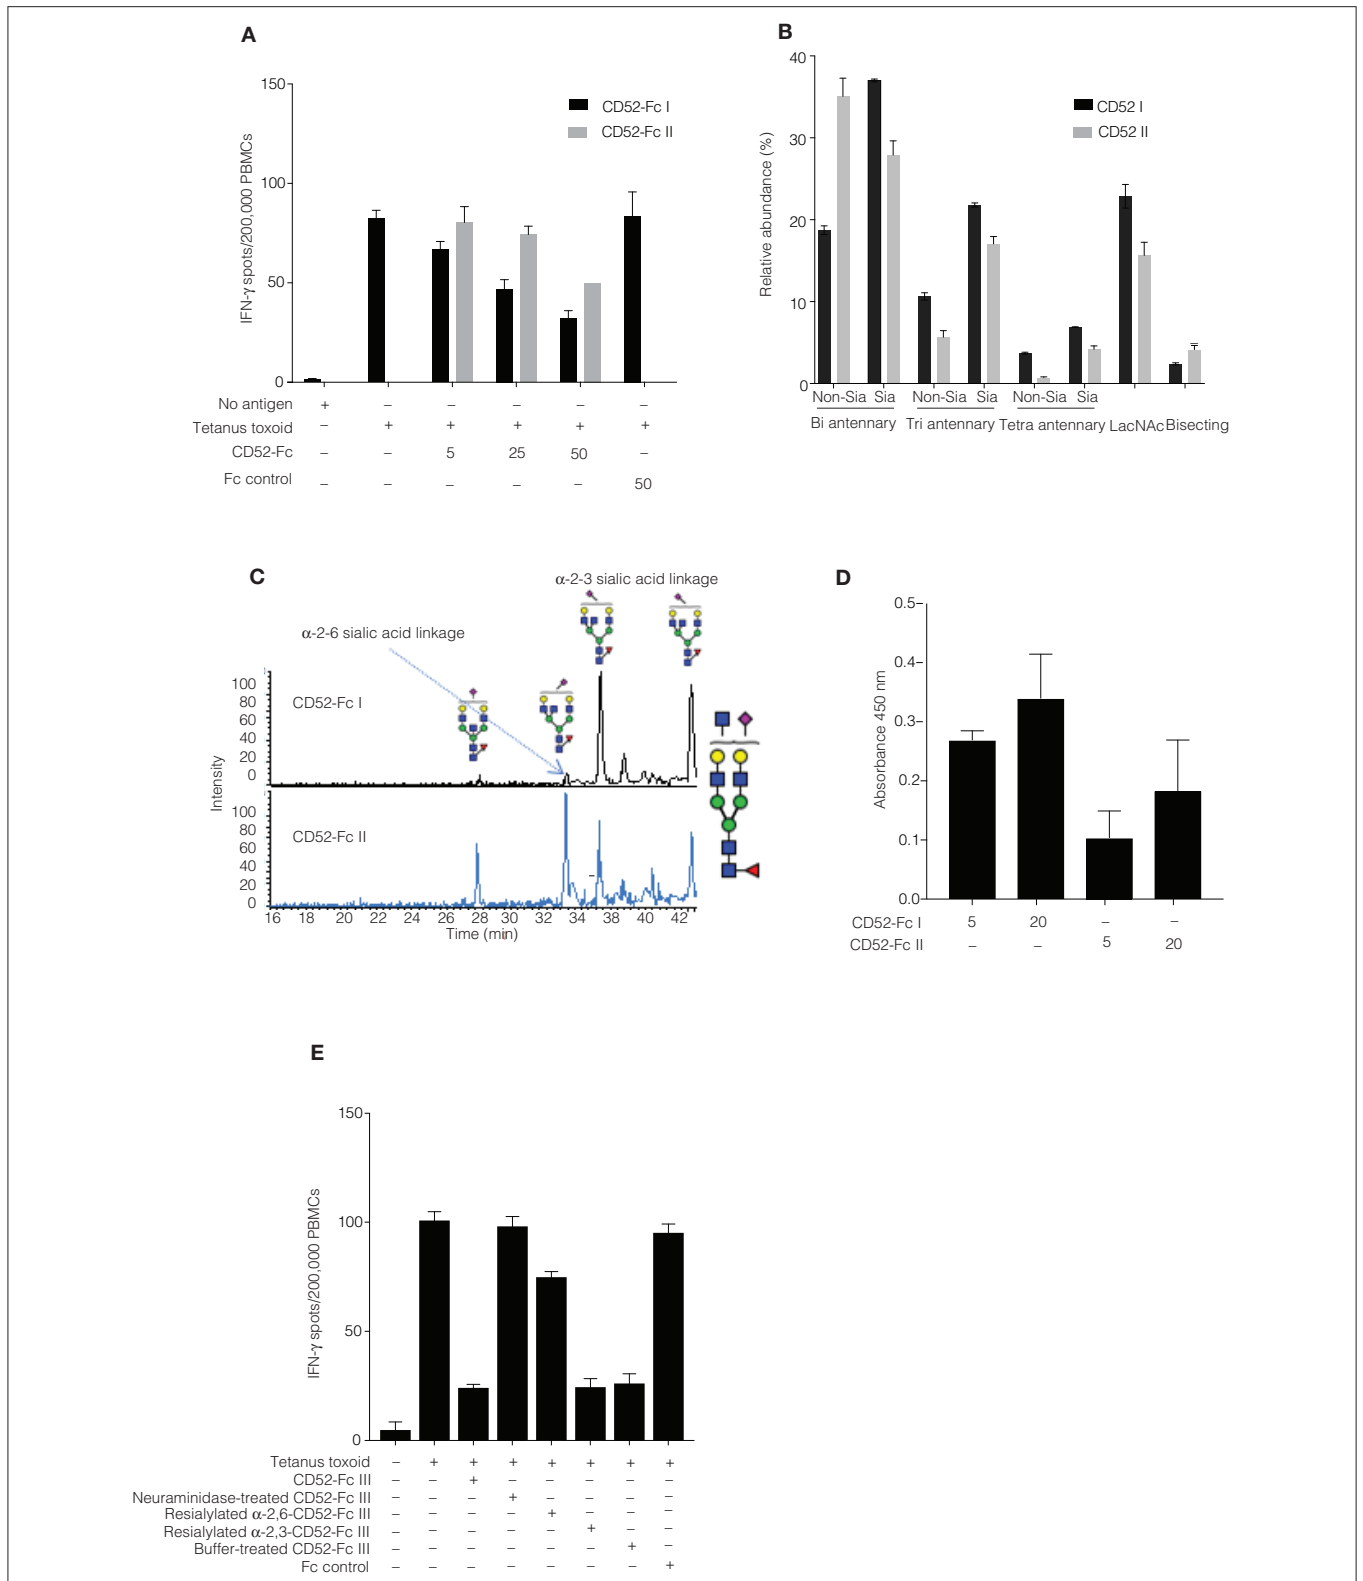 A
150
100
50
0
IFN-γ spots/200,000 PBMCs
CD52-Fc I
CD52-Fc II
No antigen + – – – – –
Tetanus toxoid – + + + + +
CD52-Fc – – 5 25 50 –
Fc control – – – – – 50
B
40
30
20
10
0
Relative abundance (%)
CD52 I
CD52 II
Non-Sia Sia Non-Sia Sia Non-Sia Sia
Bi antennary Tri antennary Tetra antennary LacNAc Bisecting
C
α-2-3 sialic acid linkage
α-2-6 sialic acid linkage
CD52-Fc I
100
80
60
40
20
0
Intensity
CD52-Fc II
100
80
60
40
20
0
16 18 20 22 24 26 28 30 32 34 36 38 40 42
Time (min)
D
0.5
0.4
0.3
0.2
0.1
0.0
Absorbance 450 nm
CD52-Fc I 5 20 – –
CD52-Fc II – – 5 20
E
150
100
50
0
IFN-γ spots/200,000 PBMCs
Tetanus toxoid – + + + + + + +
CD52-Fc III – – + – – – – –
Neuraminidase-treated CD52-Fc III – – – + – – – –
Resialylated α-2,6-CD52-Fc III – – – – + – – –
Resialylated α-2,3-CD52-Fc III – – – – – + – –
Buffer-treated CD52-Fc III – – – – – – + –
Fc control – – – – – – – +